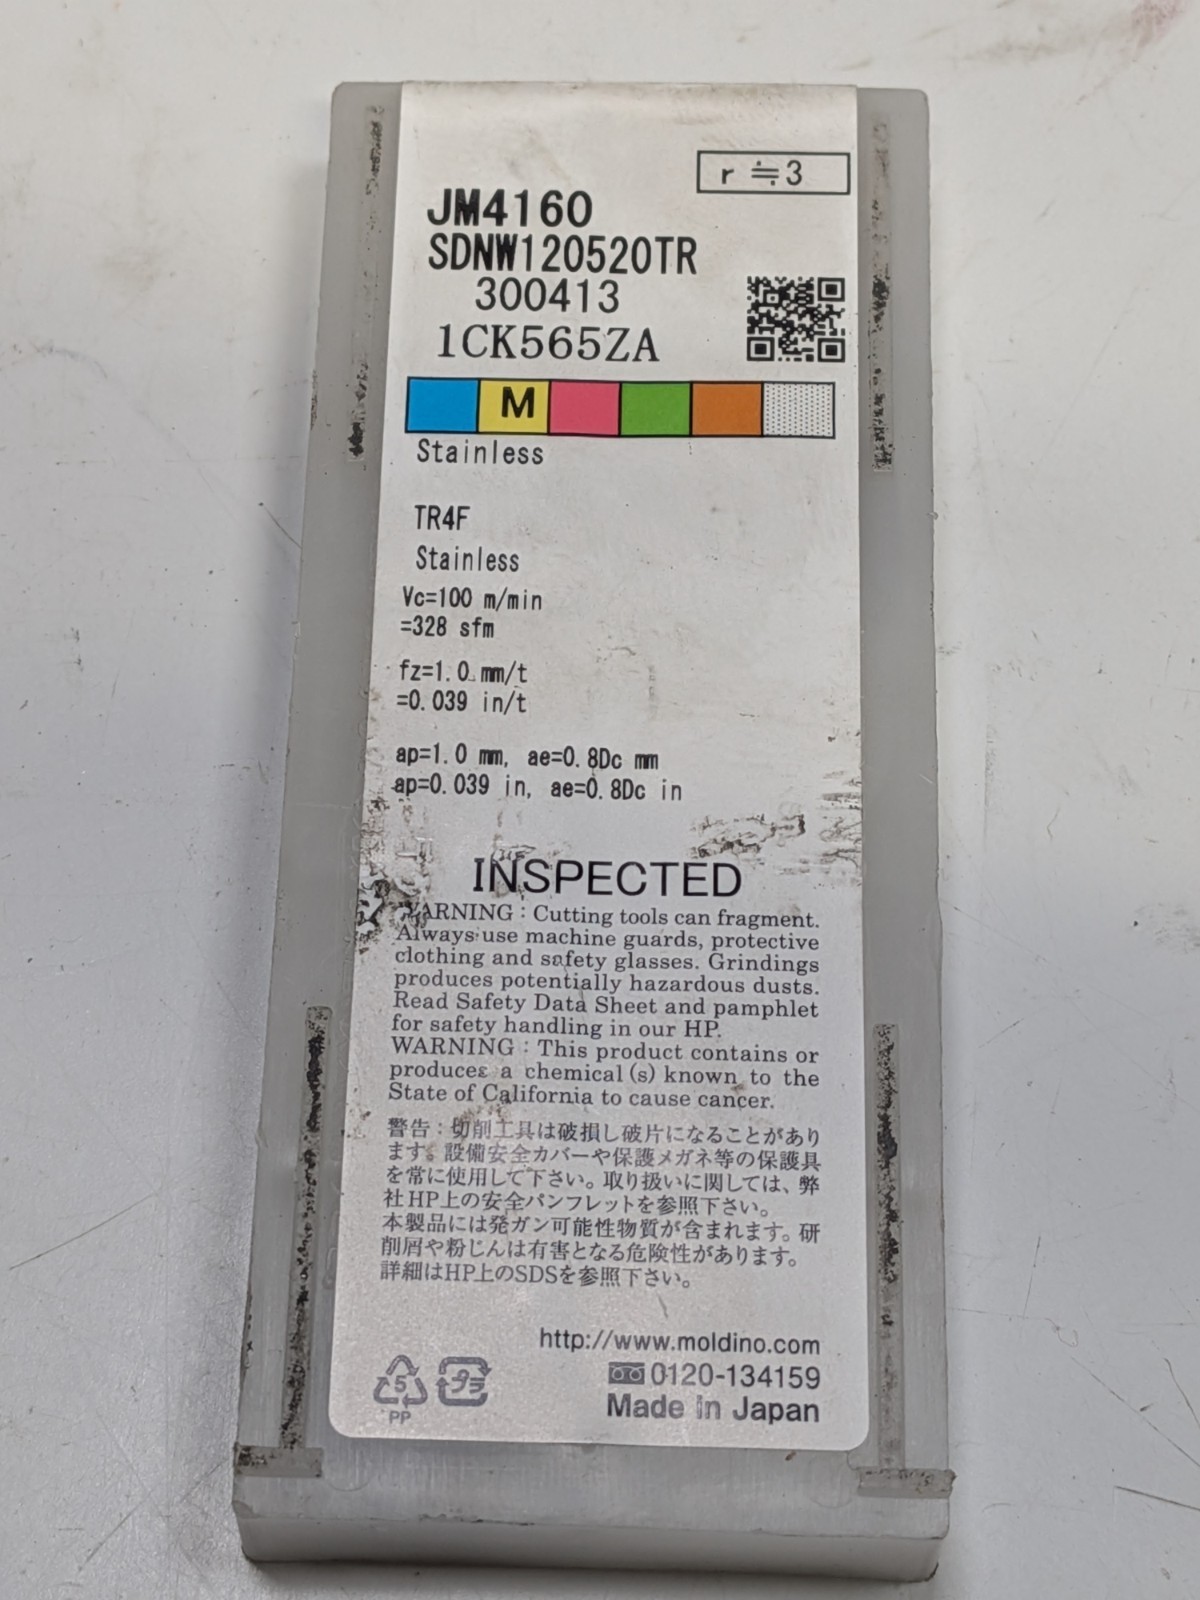 r ≒3
JM4160
SDNW120520TR
300413
1CK565ZA
M
Stainless
TR4F
Stainless
Vc=100 m/min
=328 sfm
fz=1.0 mm/t
=0.039 in/t
ap=1.0 mm, ae=0.8Dc mm
ap=0.039 in, ae=0.8Dc in
INSPECTED
WARNING : Cutting tools can fragment.
Always use machine guards, protective
clothing and safety glasses. Grindings
produces potentially hazardous dusts.
Read Safety Data Sheet and pamphlet
for safety handling in our HP.
WARNING : This product contains or
produces a chemical (s) known to the
State of California to cause cancer.
警告：切削工具は破損し破片になることがあり
ます。設備安全カバーや保護メガネ等の保護具
を常に使用して下さい。取り扱いに関しては、弊
社HP上の安全パンフレットを参照下さい。
本製品には発ガン可能性物質が含まれます。研
削屑や粉じんは有害となる危険性があります。
詳細はHP上のSDSを参照下さい。
http://www.moldino.com
0120-134159
Made in Japan
5
PP
プラ